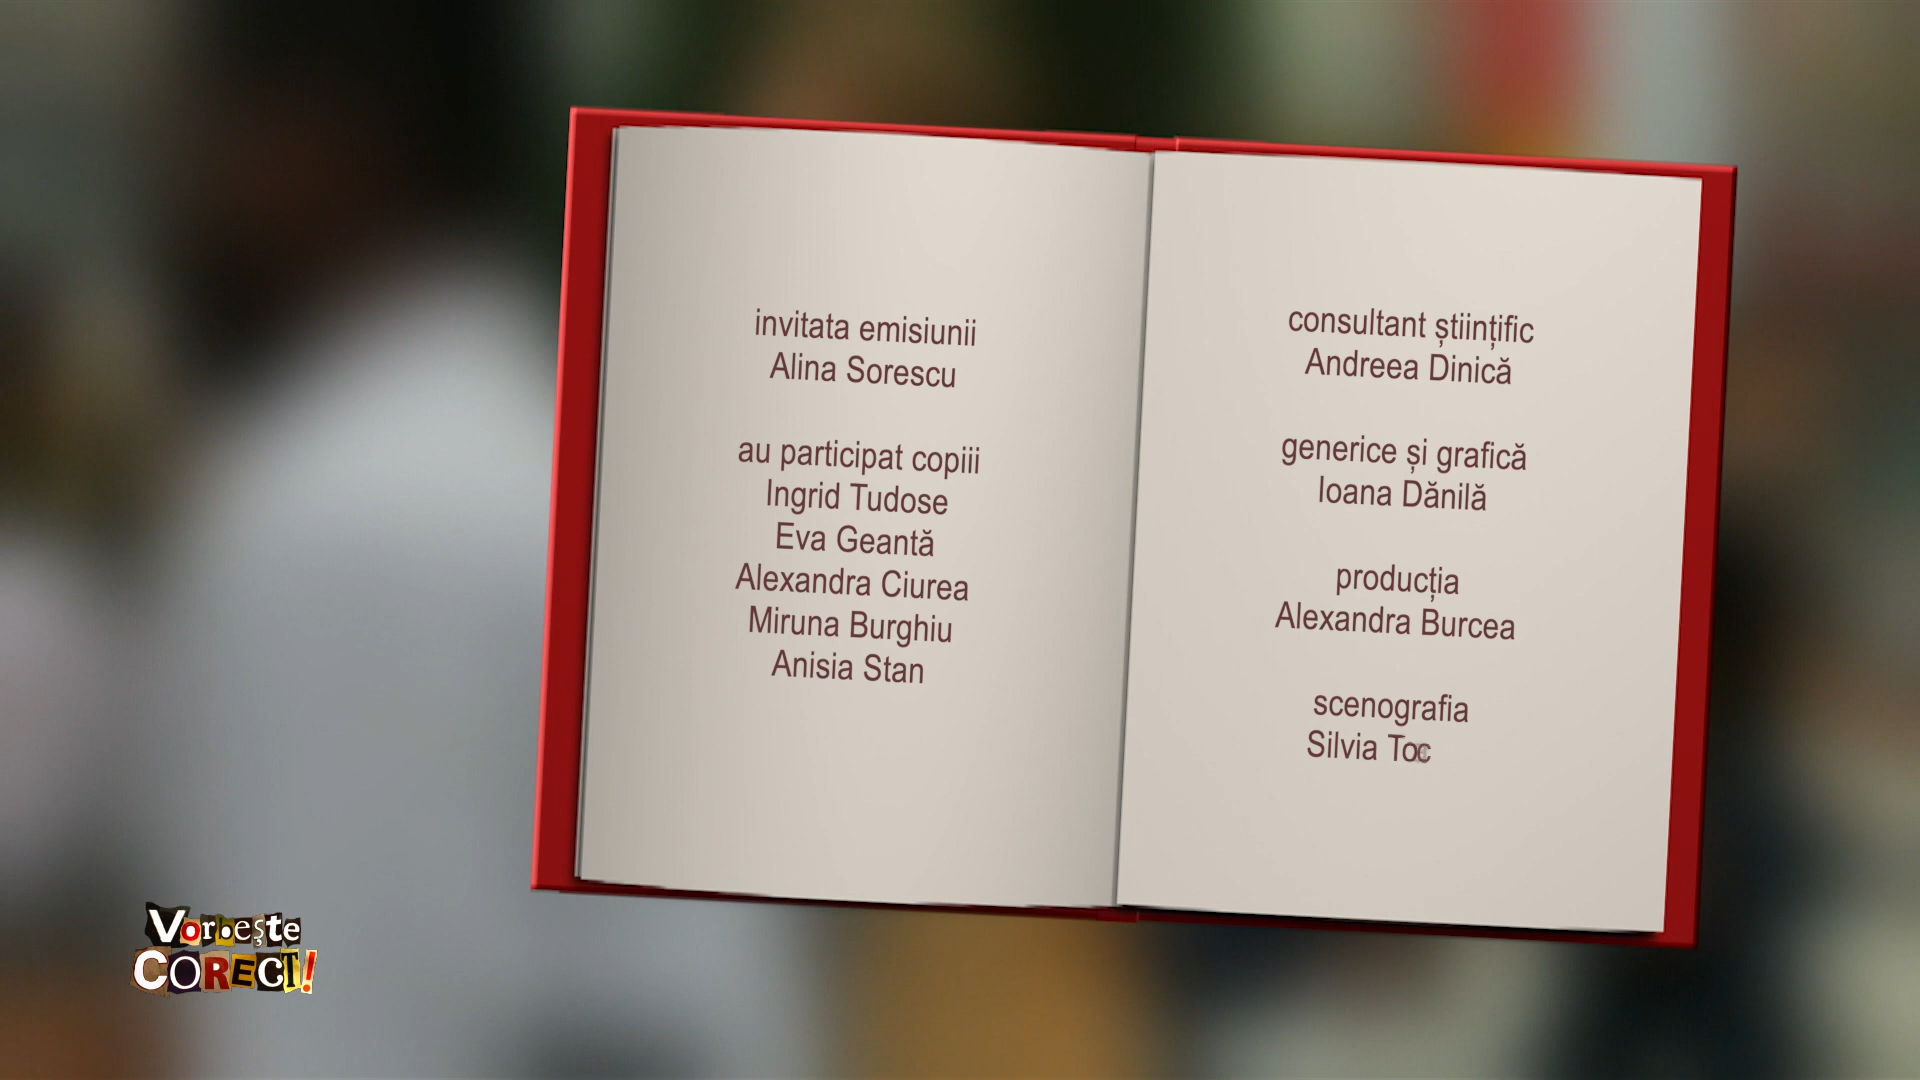 invitata emisiunii
Alina Sorescu
au participat copiii
Ingrid Tudose
Eva Geantă
Alexandra Ciurea
Miruna Burghiu
Anisia Stan
consultant științific
Andreea Dinică
generice și grafică
Ioana Dănilă
producția
Alexandra Burcea
scenografia
Silvia
Vorbește
CORECT!